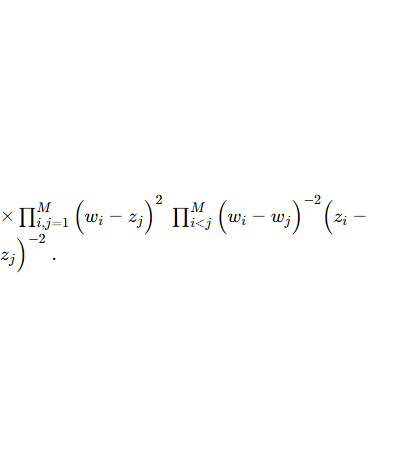 × ∏_{i,j=1}^{M} (w_i − z_j)^2 ∏_{i<j}^{M} (w_i − w_j)^{−2} (z_i −
z_j)^{−2} .